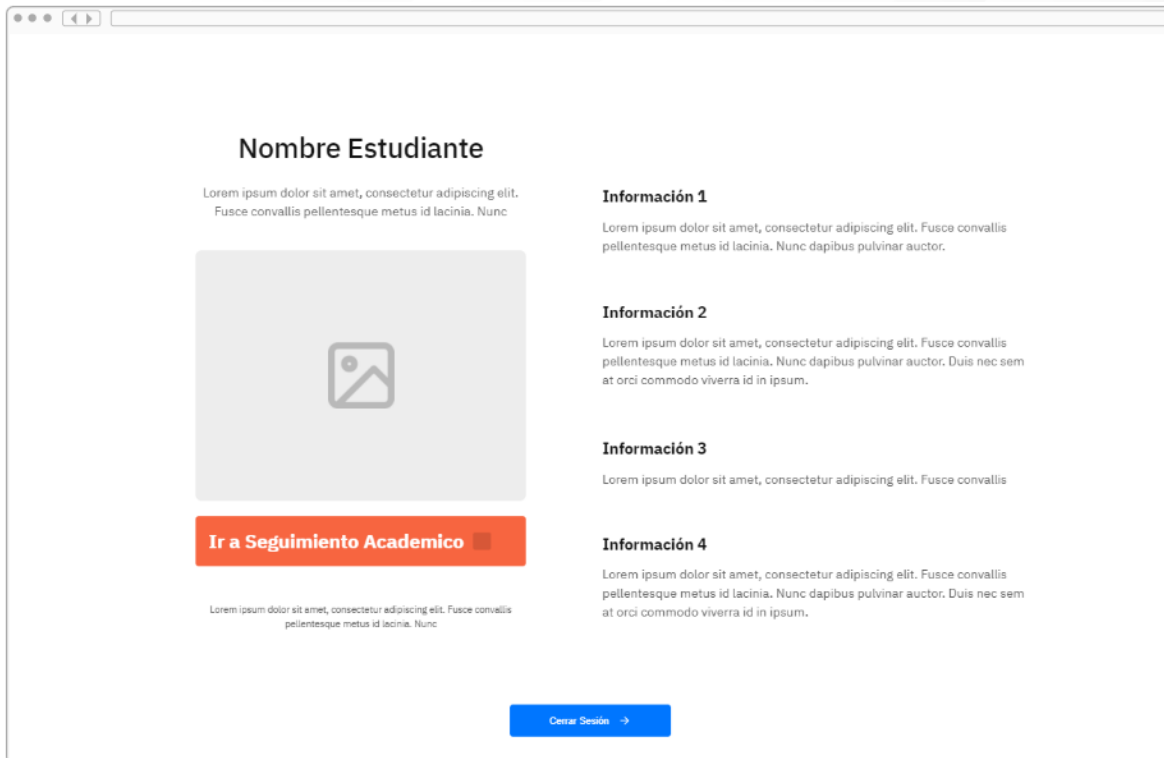 Nombre Estudiante
Lorem ipsum dolor sit amet, consectetur adipiscing elit.
Fusce convallis pellentesque metus id lacinia. Nunc
Ir a Seguimiento Academico
Lorem ipsum dolor sit amet, consectetur adipiscing elit. Fusce convallis
pellentesque metus id lacinia. Nunc
Información 1
Lorem ipsum dolor sit amet, consectetur adipiscing elit. Fusce convallis
pellentesque metus id lacinia. Nunc dapibus pulvinar auctor.
Información 2
Lorem ipsum dolor sit amet, consectetur adipiscing elit. Fusce convallis
pellentesque metus id lacinia. Nunc dapibus pulvinar auctor. Duis nec sem
at orci commodo viverra id in ipsum.
Información 3
Lorem ipsum dolor sit amet, consectetur adipiscing elit. Fusce convallis
Información 4
Lorem ipsum dolor sit amet, consectetur adipiscing elit. Fusce convallis
pellentesque metus id lacinia. Nunc dapibus pulvinar auctor. Duis nec sem
at orci commodo viverra id in ipsum.
Cerrar Sesión →